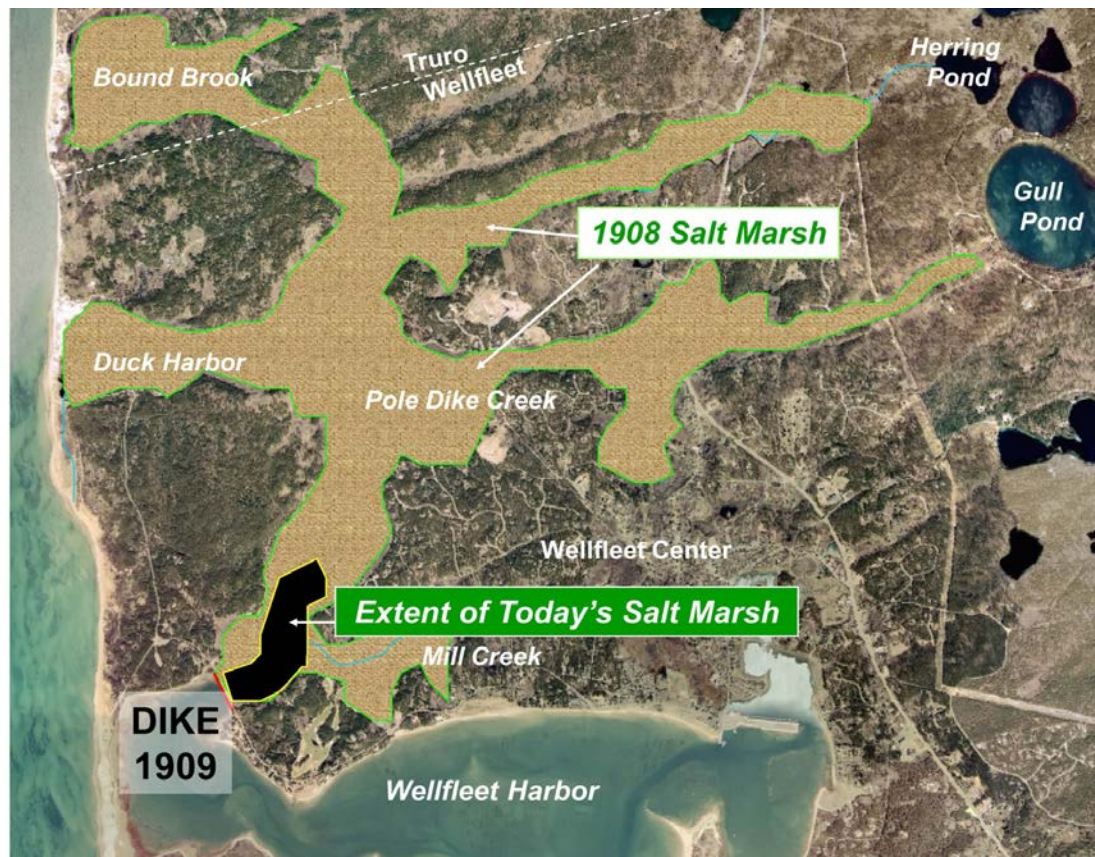 Bound Brook
Truro
Wellfleet
Herring
Pond
Gull
Pond
1908 Salt Marsh
Duck Harbor
Pole Dike Creek
Wellfleet Center
Extent of Today's Salt Marsh
Mill Creek
DIKE
1909
Wellfleet Harbor